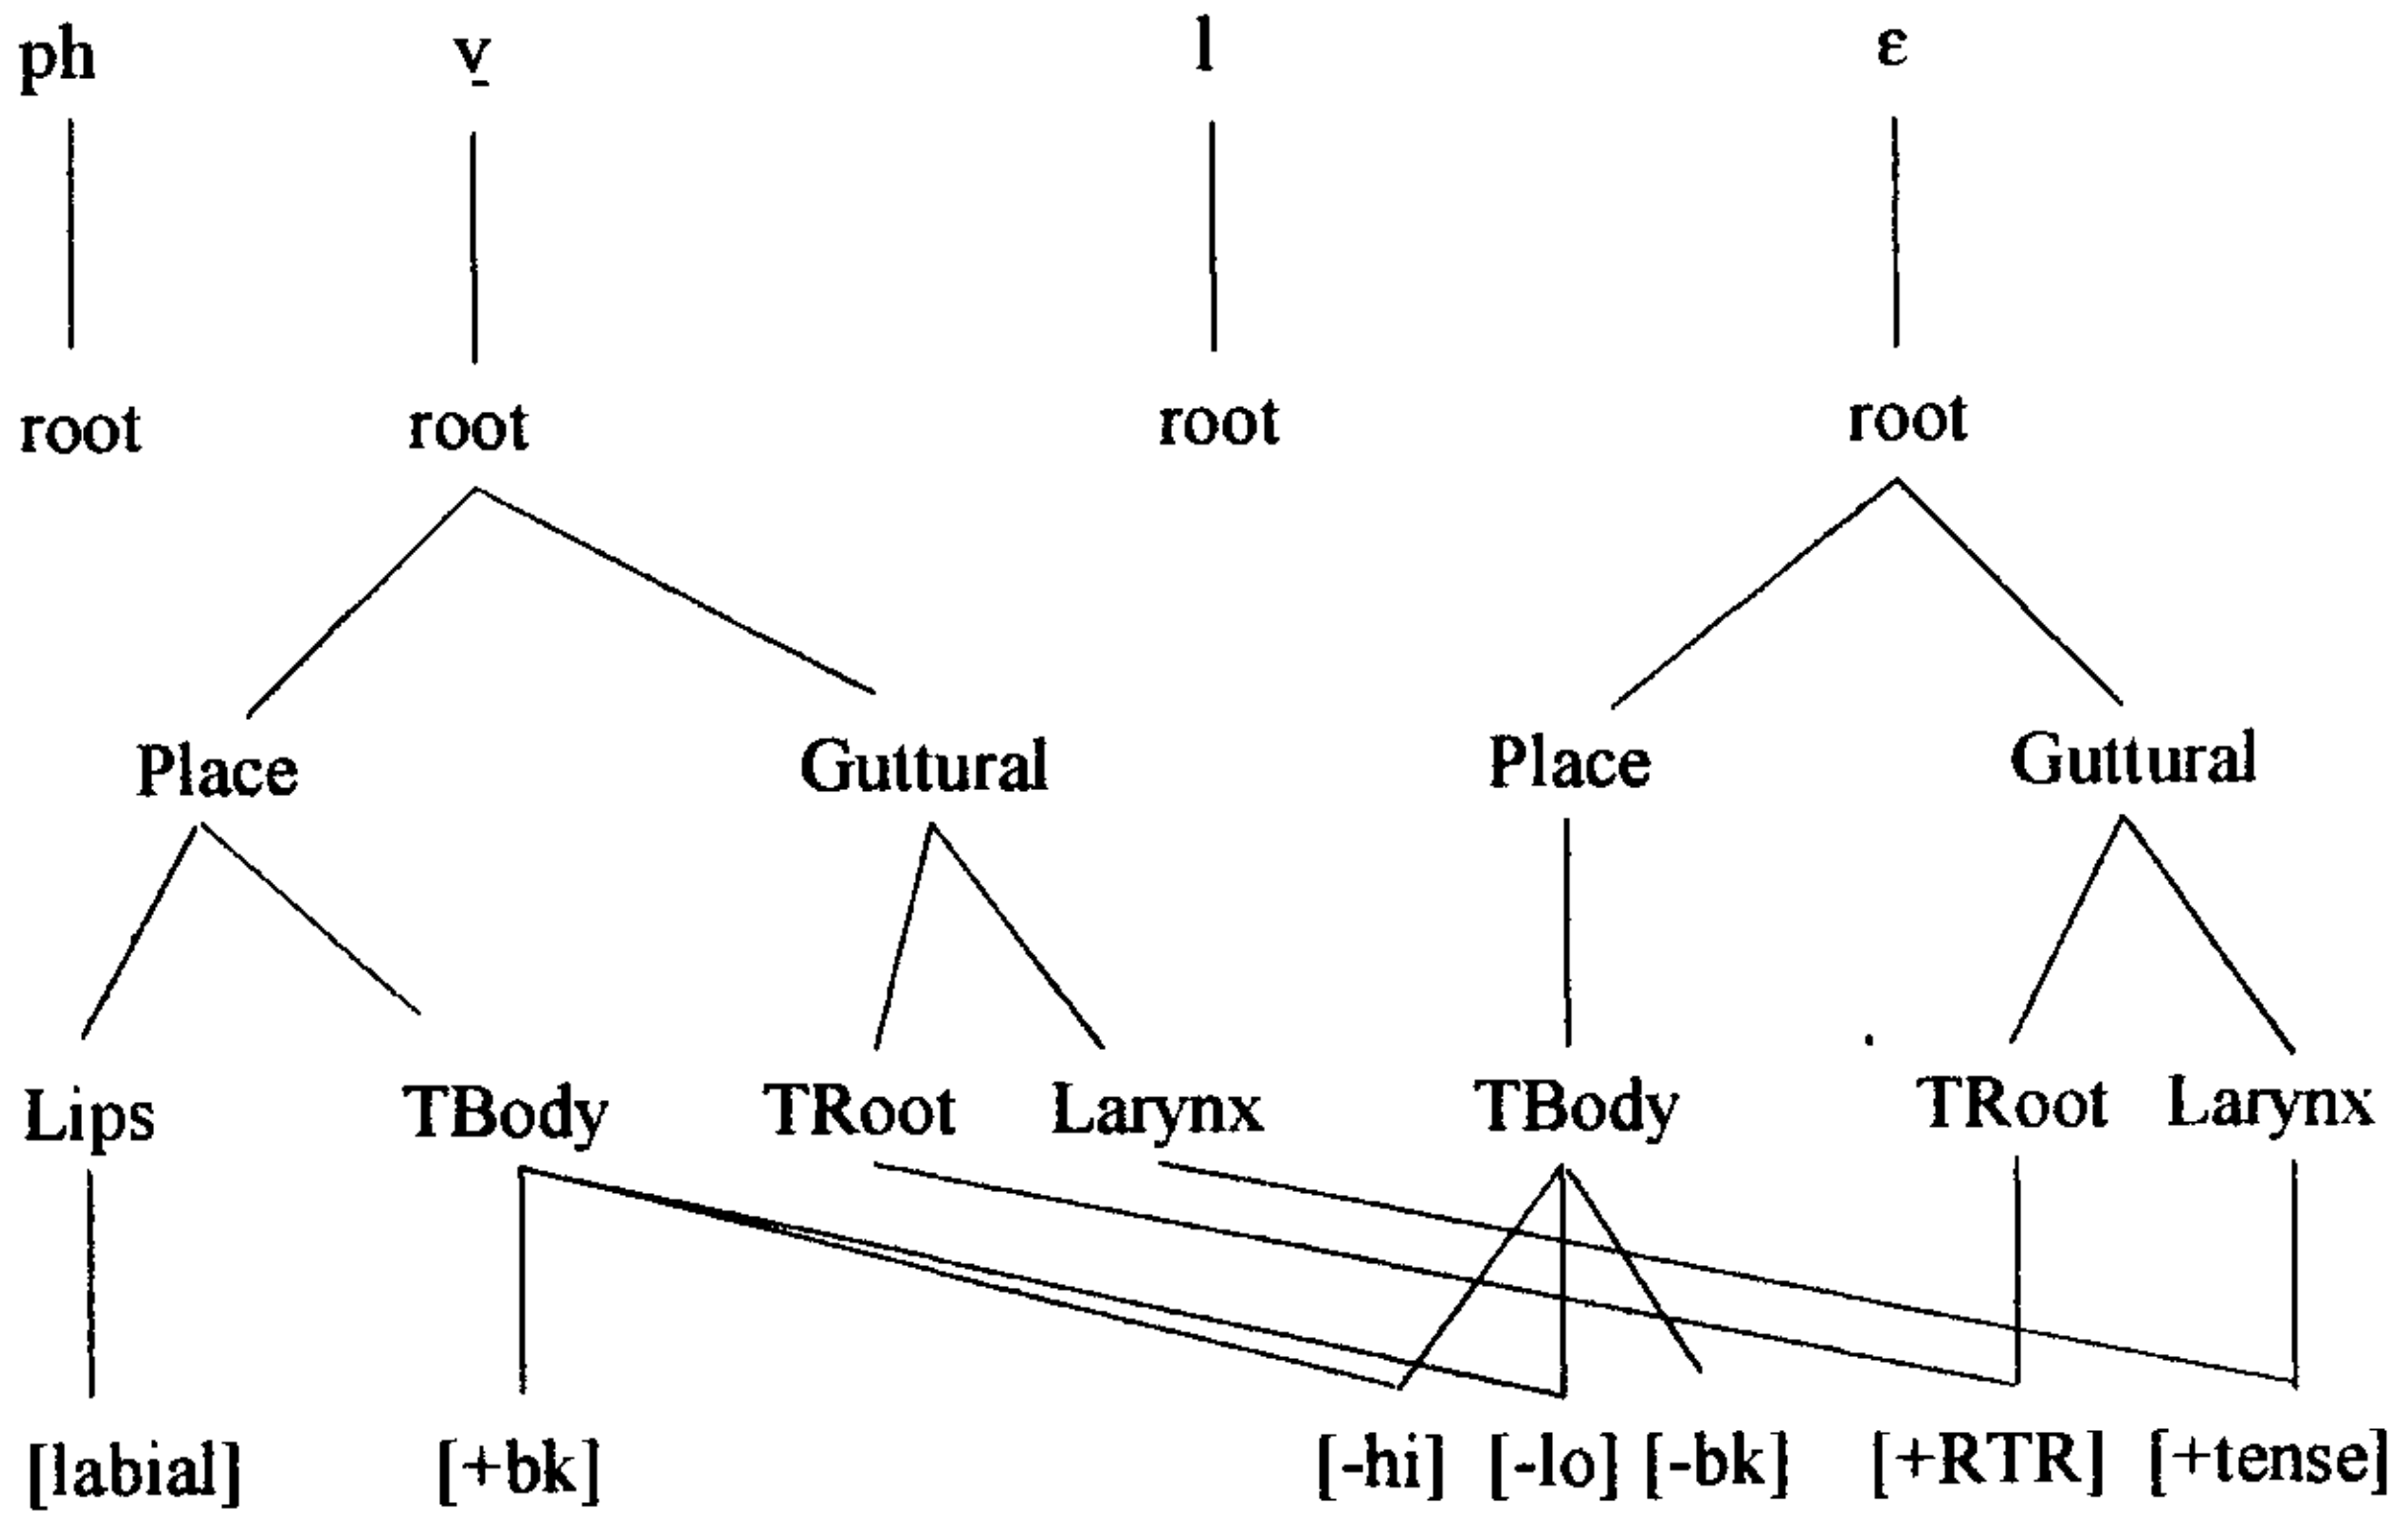 ph v̱ l ɛ
root root root root
Place Guttural Place Guttural
Lips TBody TRoot Larynx TBody TRoot Larynx
[labial] [+bk] [-hi] [-lo] [-bk] [+RTR] [+tense]